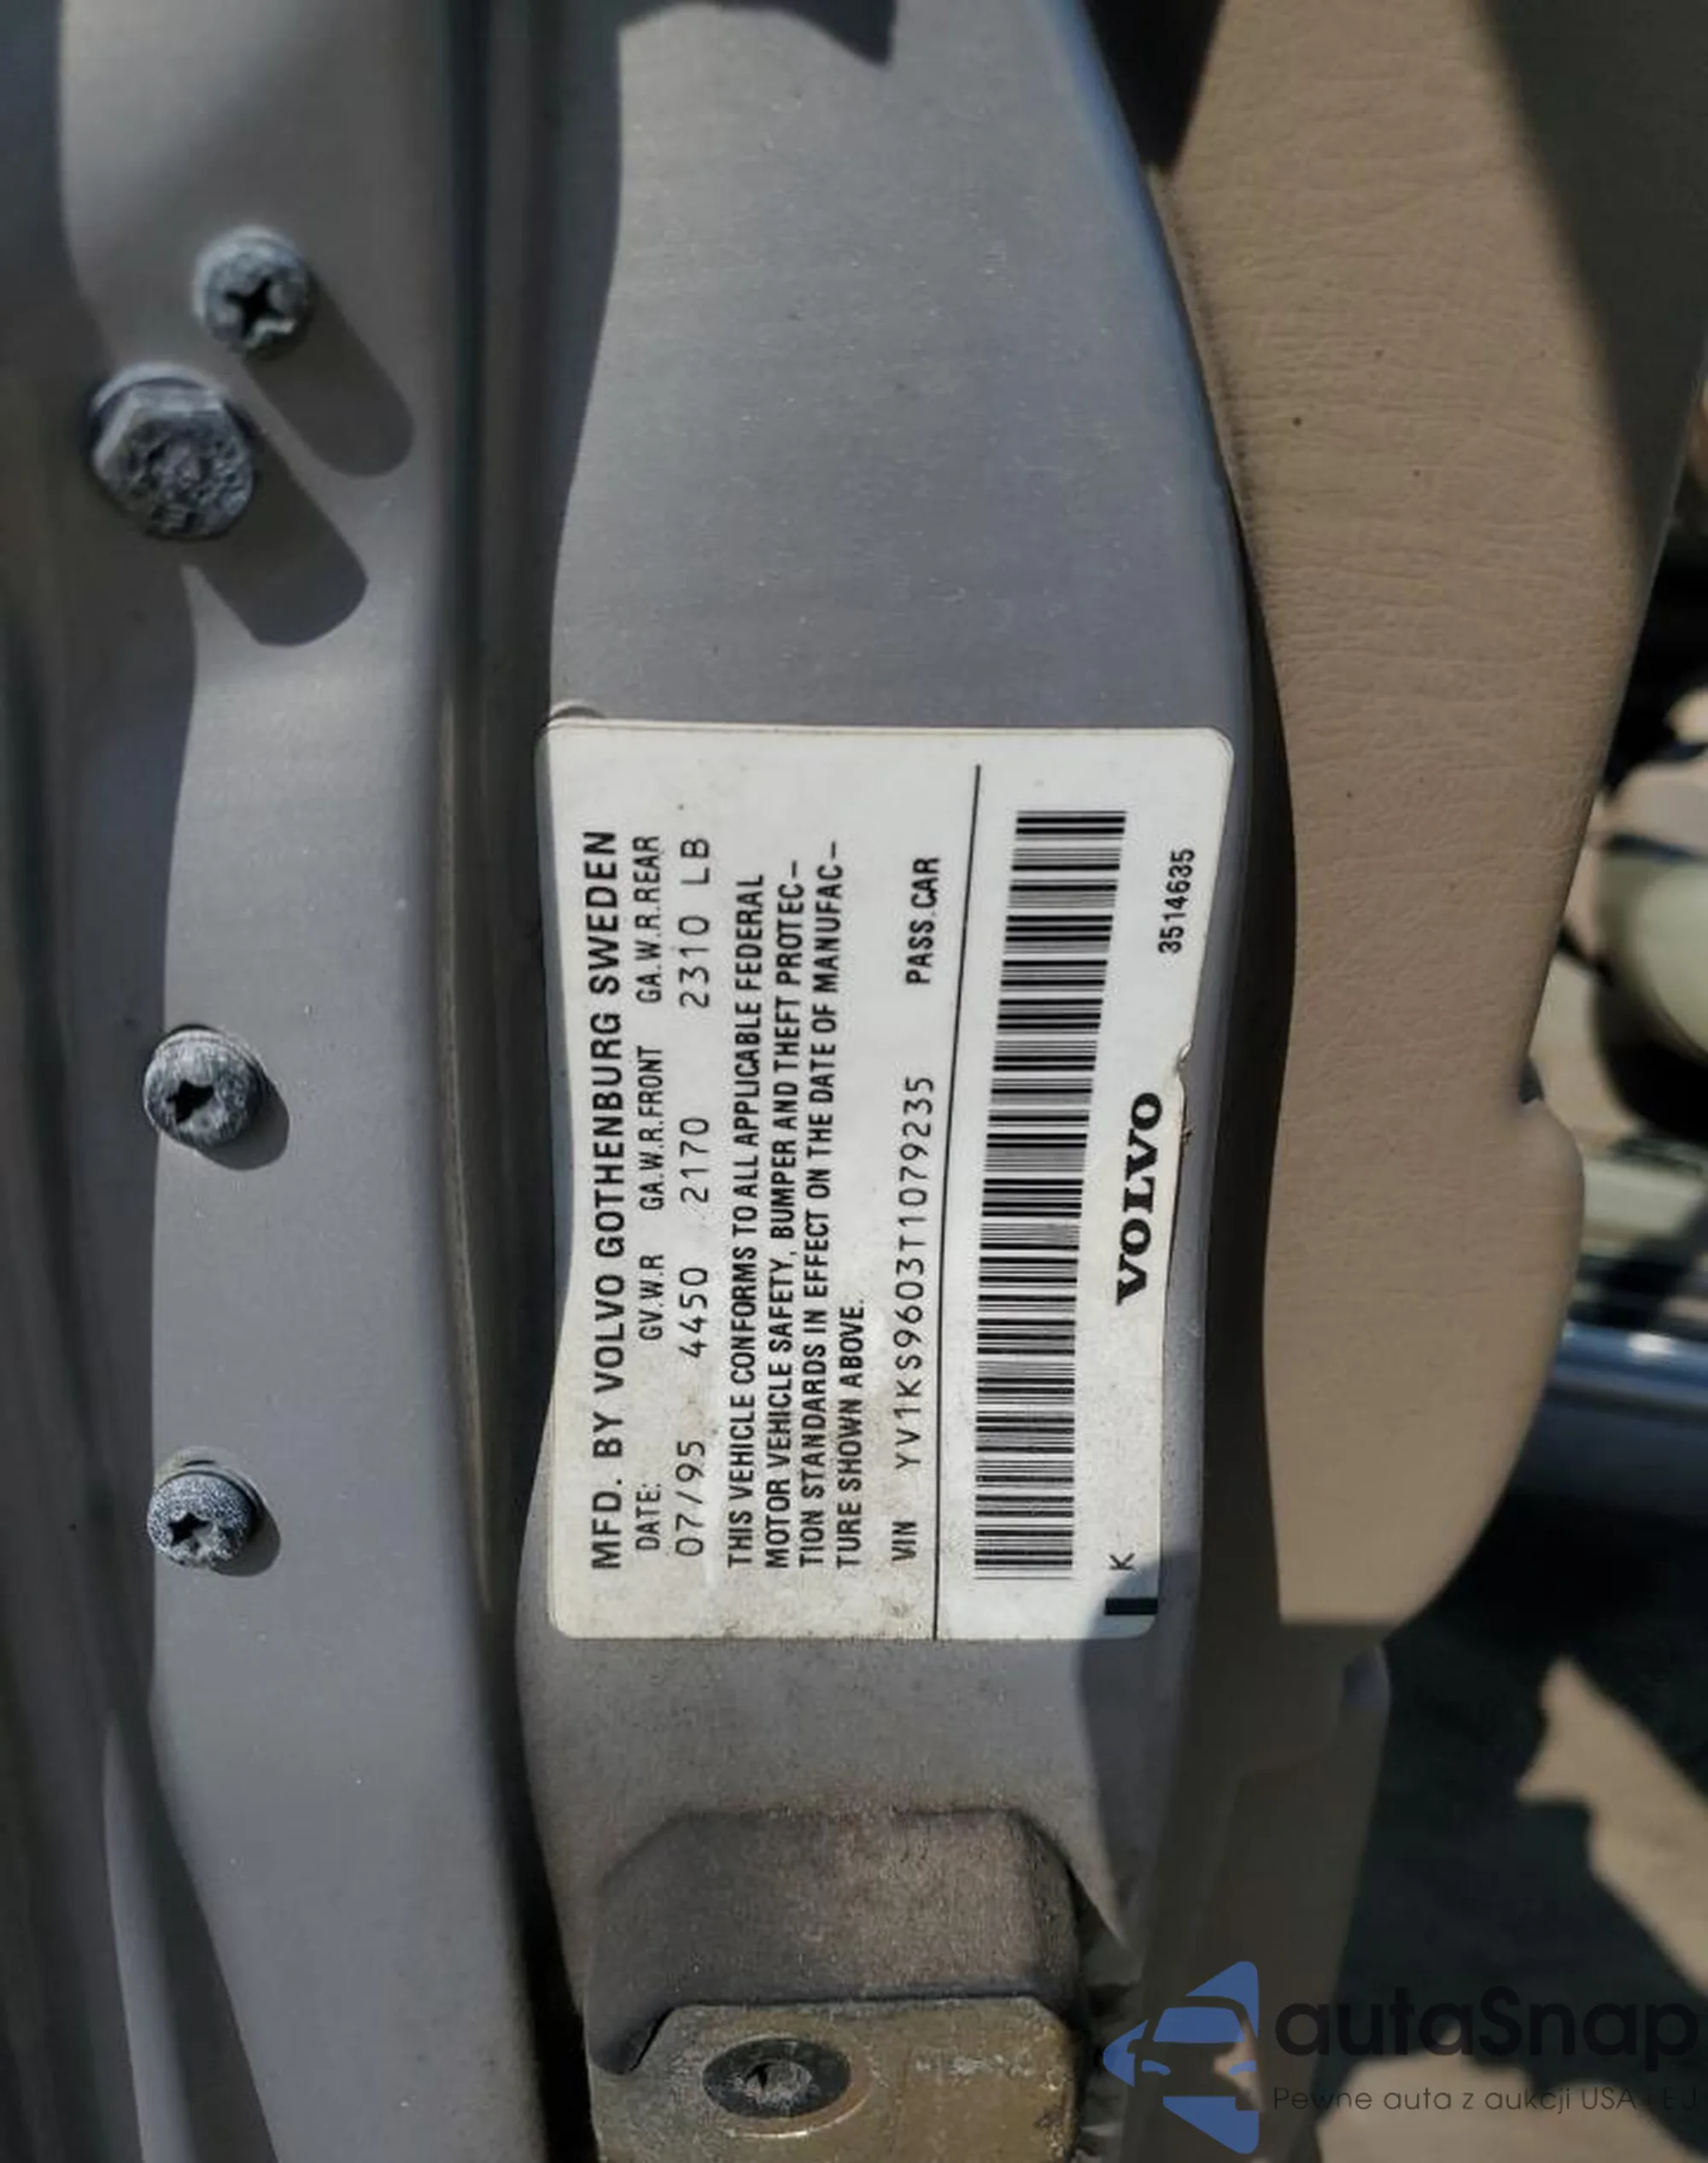 MFD. BY VOLVO GOTHENBURG SWEDEN
DATE: GV.W.R GA.W.R.FRONT GA.W.R.REAR
07/95 4450 2170 2310 LB
THIS VEHICLE CONFORMS TO ALL APPLICABLE FEDERAL
MOTOR VEHICLE SAFETY, BUMPER AND THEFT PROTEC-
TION STANDARDS IN EFFECT ON THE DATE OF MANUFAC-
TURE SHOWN ABOVE.
VIN YV1KS9603T1079235 PASS.CAR
K VOLVO 3514635
autaSnap
Pewne auta z aukcji USA i EU